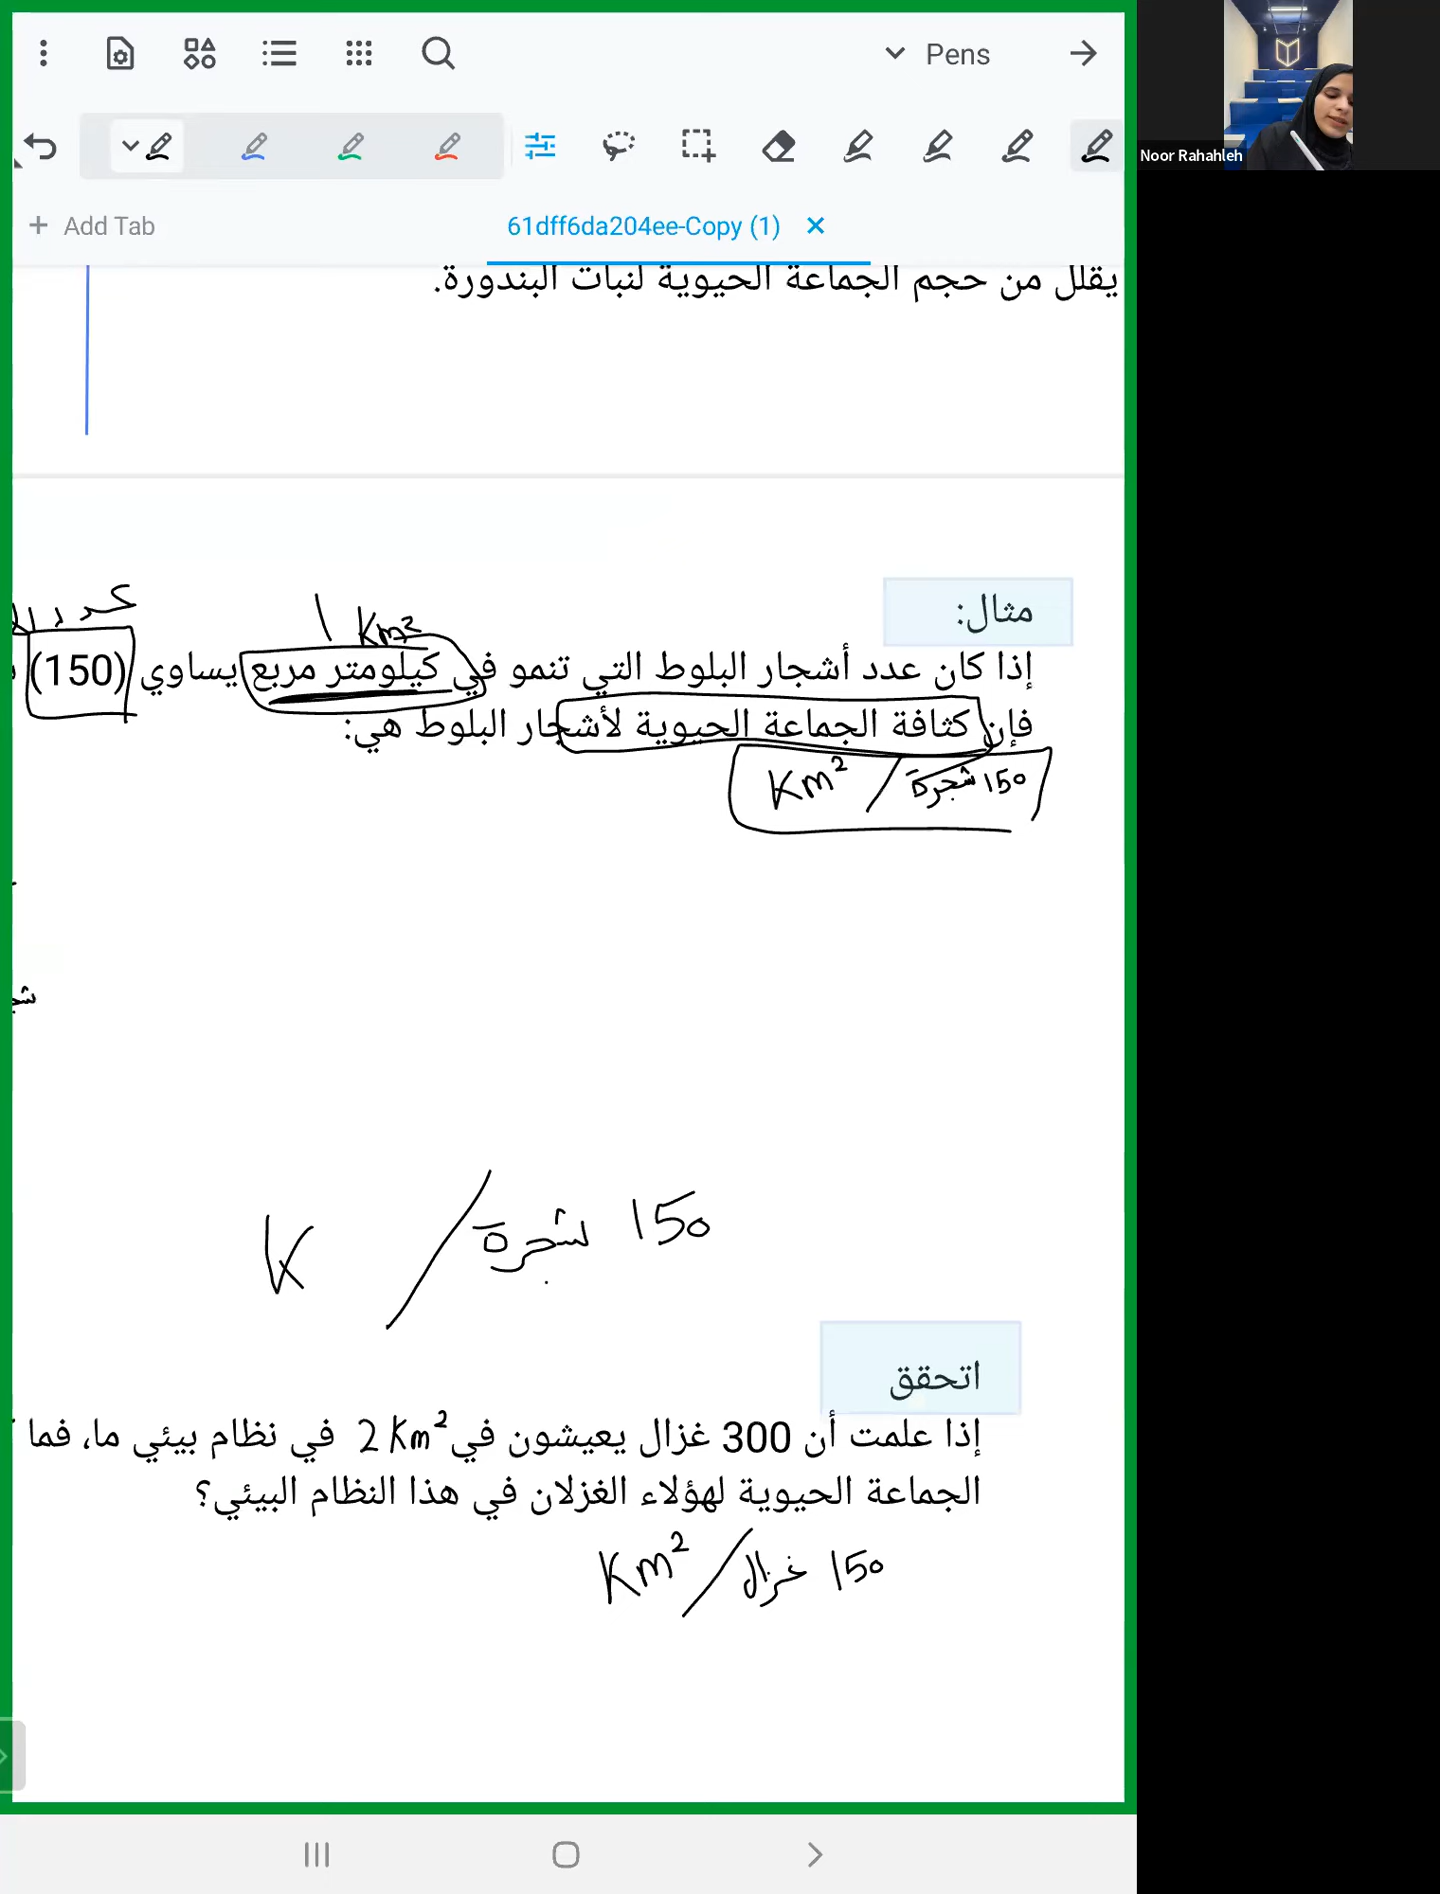 Pens
Noor Rahahleh
+ Add Tab
61dff6da204ee-Copy (1) ×
يقلل من حجم الجماعة الحيوية لنبات البندورة.
مثال:
1 Km²
إذا كان عدد أشجار البلوط التي تنمو في كيلومتر مربع يساوي (150)
فإن كثافة الجماعة الحيوية لأشجار البلوط هي:
150 شجرة / Km²
150 شجرة / K
اتحقق
إذا علمت أن 300 غزال يعيشون في 2 Km² في نظام بيئي ما، فما
الجماعة الحيوية لهؤلاء الغزلان في هذا النظام البيئي؟
150 غزال / Km²